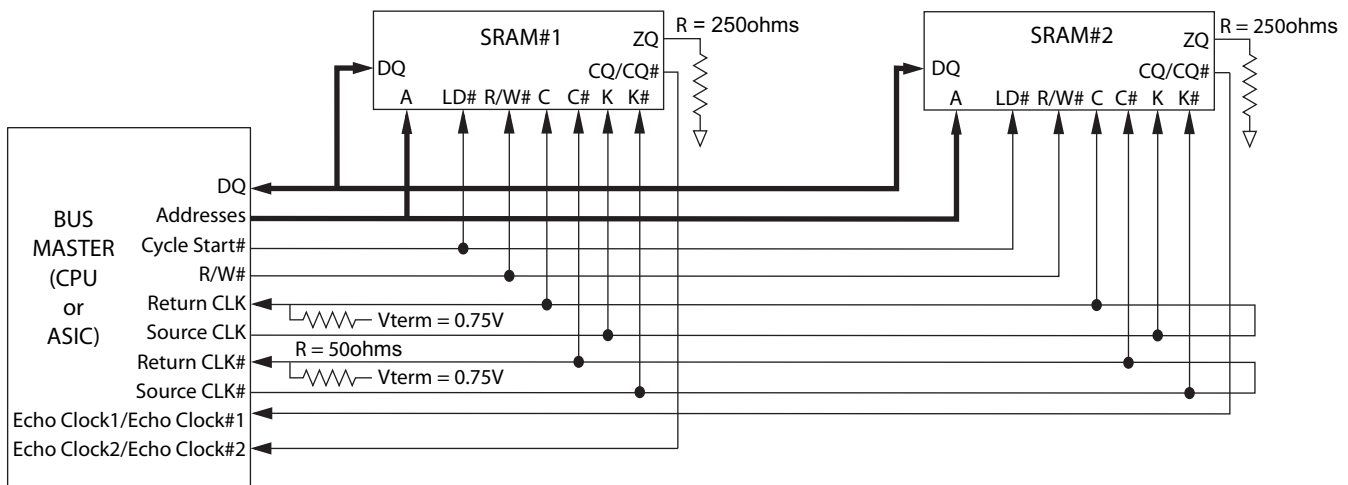 SRAM#1
ZQ
R = 250ohms
DQ
CQ/CQ#
A LD# R/W# C C# K K#
SRAM#2
ZQ
R = 250ohms
DQ
CQ/CQ#
A LD# R/W# C C# K K#
BUS
MASTER
(CPU
or
ASIC)
DQ
Addresses
Cycle Start#
R/W#
Return CLK
Vterm = 0.75V
Source CLK
R = 50ohms
Return CLK#
Vterm = 0.75V
Source CLK#
Echo Clock1/Echo Clock#1
Echo Clock2/Echo Clock#2